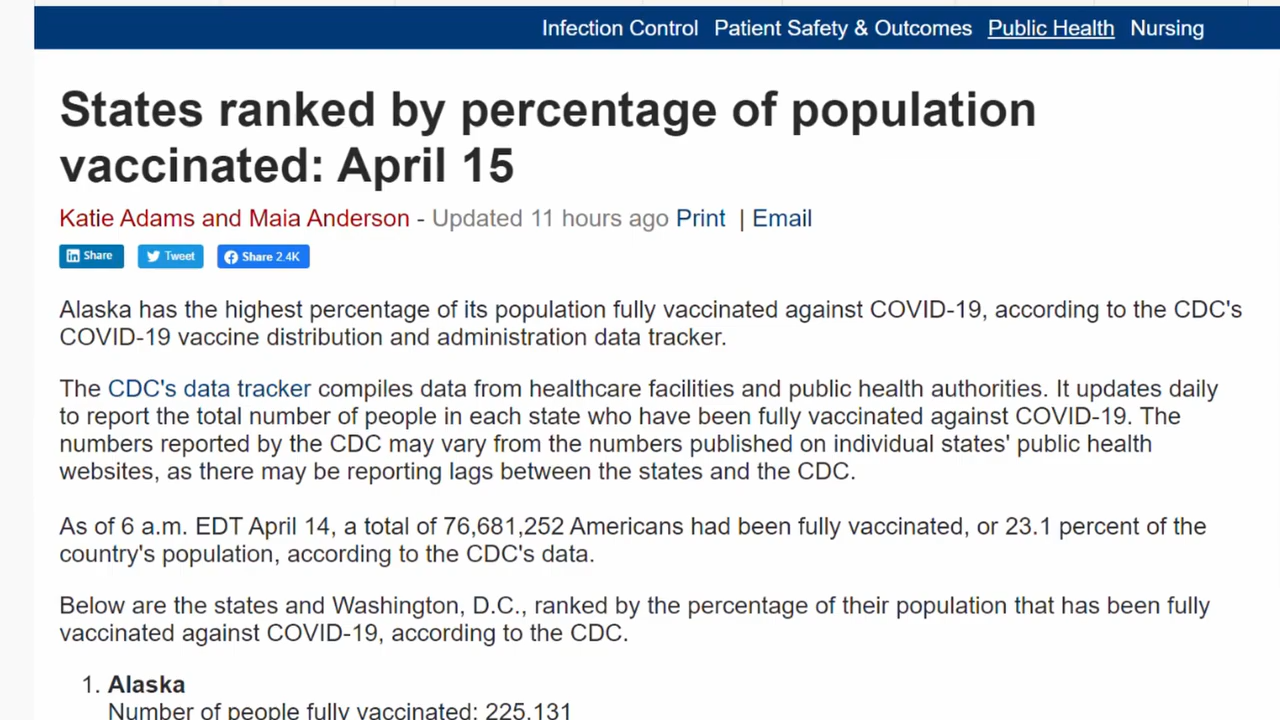 Infection Control Patient Safety & Outcomes Public Health Nursing
States ranked by percentage of population
vaccinated: April 15
Katie Adams and Maia Anderson - Updated 11 hours ago Print | Email
Share Tweet Share 2.4K
Alaska has the highest percentage of its population fully vaccinated against COVID-19, according to the CDC's
COVID-19 vaccine distribution and administration data tracker.
The CDC's data tracker compiles data from healthcare facilities and public health authorities. It updates daily
to report the total number of people in each state who have been fully vaccinated against COVID-19. The
numbers reported by the CDC may vary from the numbers published on individual states' public health
websites, as there may be reporting lags between the states and the CDC.
As of 6 a.m. EDT April 14, a total of 76,681,252 Americans had been fully vaccinated, or 23.1 percent of the
country's population, according to the CDC's data.
Below are the states and Washington, D.C., ranked by the percentage of their population that has been fully
vaccinated against COVID-19, according to the CDC.
1. Alaska
Number of people fully vaccinated: 225,131